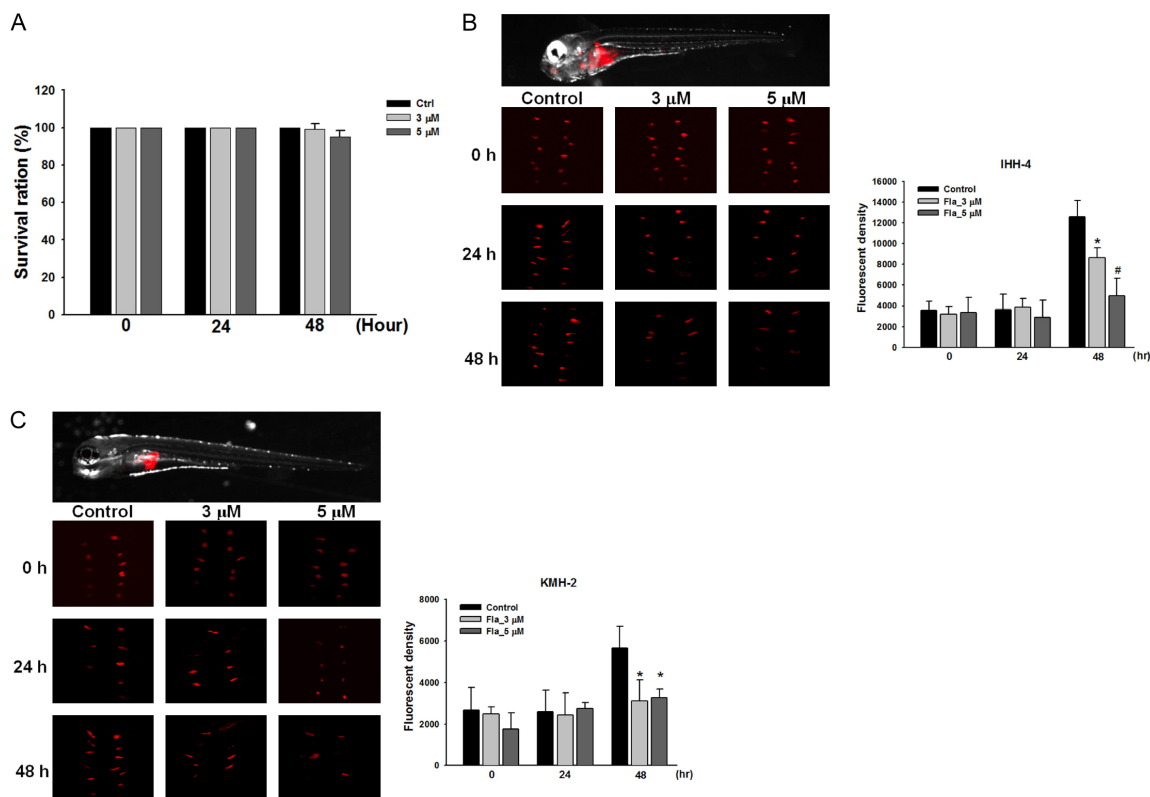 A
120
100
80
60
40
20
0
Survival ration (%)
0 24 48 (Hour)
Ctrl
3 μM
5 μM
B
Control 3 μM 5 μM
0 h
24 h
48 h
IHH-4
16000
14000
12000
10000
8000
6000
4000
2000
0
Fluorescent density
Control
Fla_3 μM
Fla_5 μM
*
#
0 24 48 (hr)
C
Control 3 μM 5 μM
0 h
24 h
48 h
KMH-2
8000
6000
4000
2000
0
Fluorescent density
Control
Fla_3 μM
Fla_5 μM
* *
0 24 48 (hr)